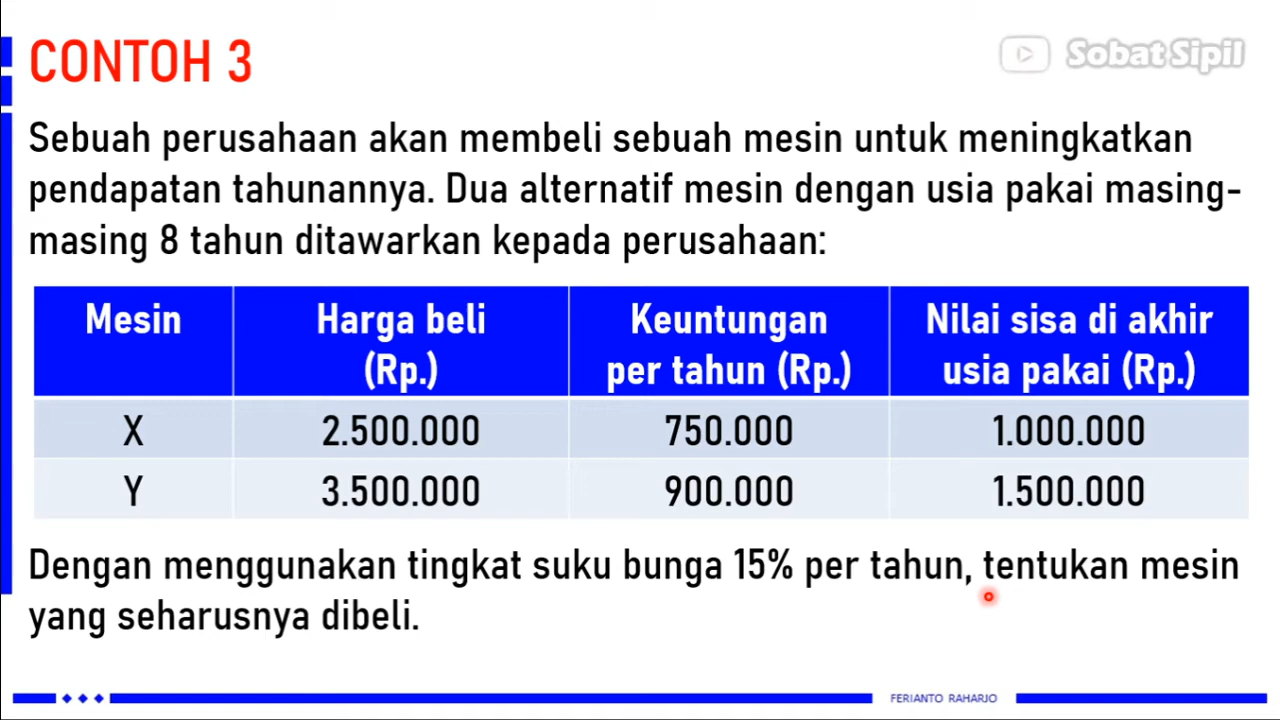 CONTOH 3
Sobat Sipil
Sebuah perusahaan akan membeli sebuah mesin untuk meningkatkan
pendapatan tahunannya. Dua alternatif mesin dengan usia pakai masing-
masing 8 tahun ditawarkan kepada perusahaan:
Mesin Harga beli Keuntungan Nilai sisa di akhir
(Rp.) per tahun (Rp.) usia pakai (Rp.)
X 2.500.000 750.000 1.000.000
Y 3.500.000 900.000 1.500.000
Dengan menggunakan tingkat suku bunga 15% per tahun, tentukan mesin
yang seharusnya dibeli.
FERIANTO RAHARJO